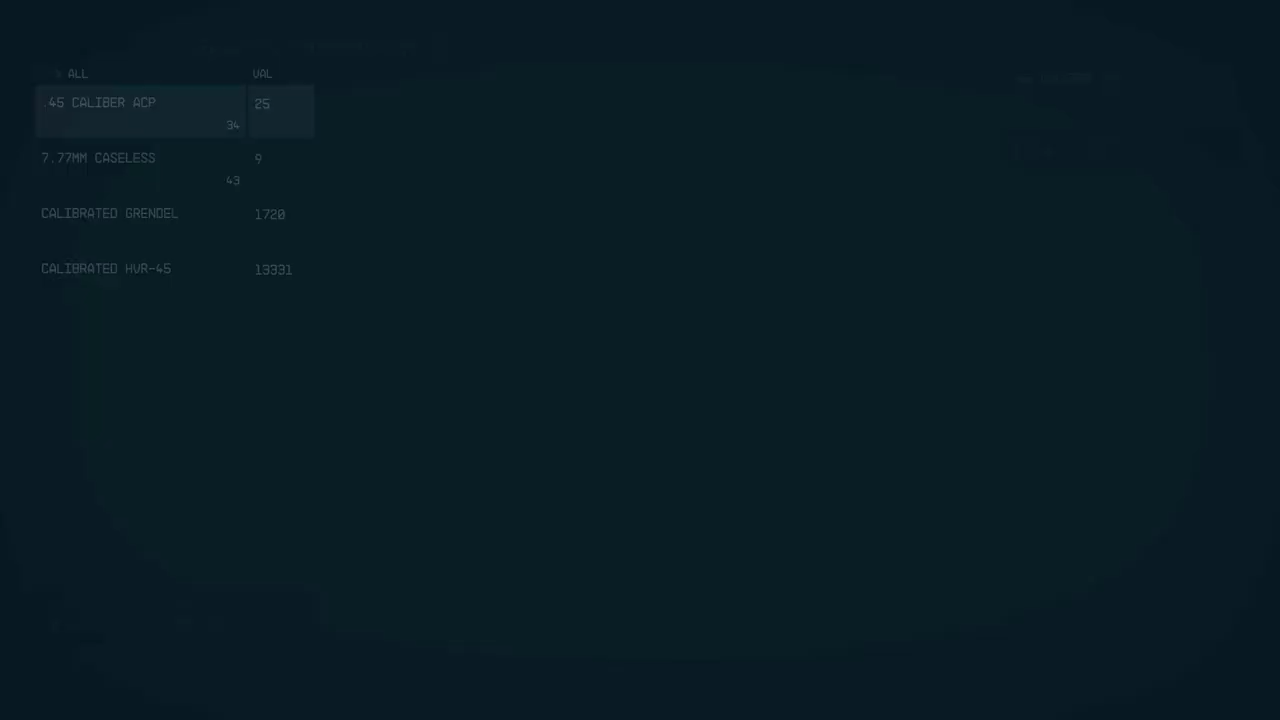 ALL VAL
.45 CALIBER ACP 25
34
7.77MM CASELESS 9
43
CALIBRATED GRENDEL 1720
CALIBRATED HVR-45 13331